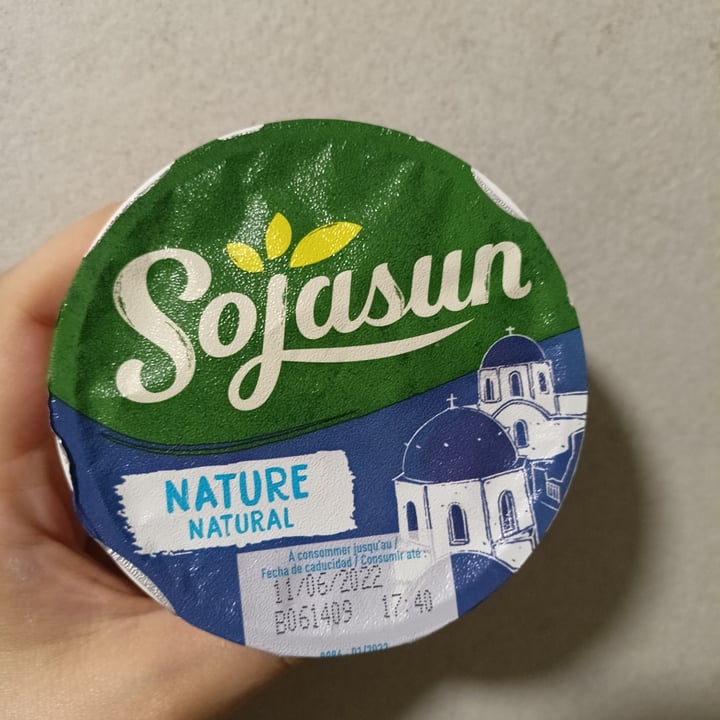 Sojasun
NATURE
NATURAL
À consommer jusqu'au /
Fecha de caducidad / Consumir até :
11/06/2022
B061409 17:40